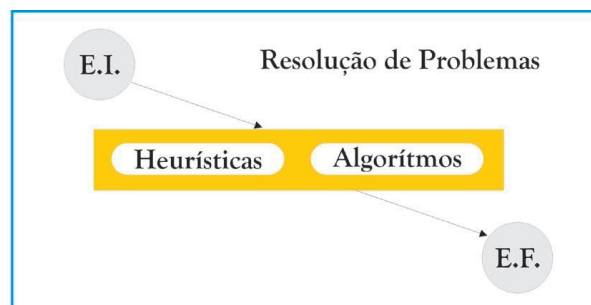 E.I.
Resolução de Problemas
Heurísticas
Algorítmos
E.F.